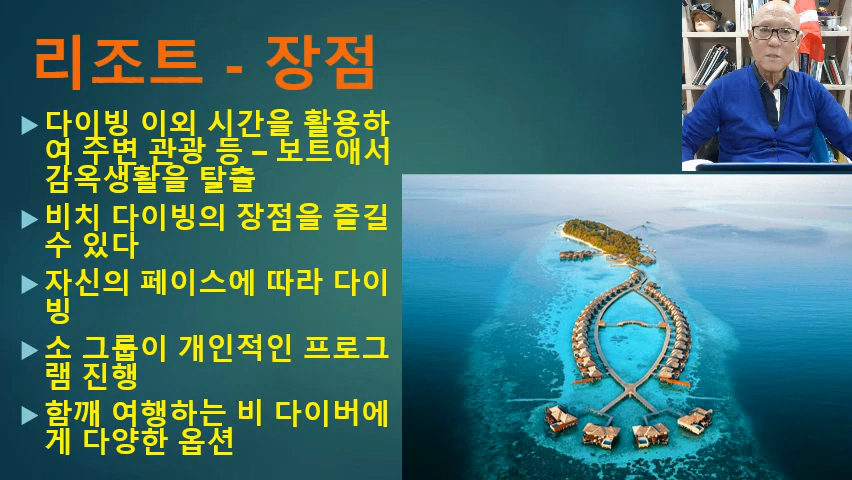 리조트 - 장점
▶ 다이빙 이외 시간을 활용하
여 주변 관광 등 – 보트애서
감옥생활을 탈출
▶ 비치 다이빙의 장점을 즡길
수 있다
▶ 자신의 페이스에 따라 다이
빙
▶ 소 그룹이 개인적인 프로그
램 진행
▶ 함깨 여행하는 비 다이버에
게 다양한 옵션